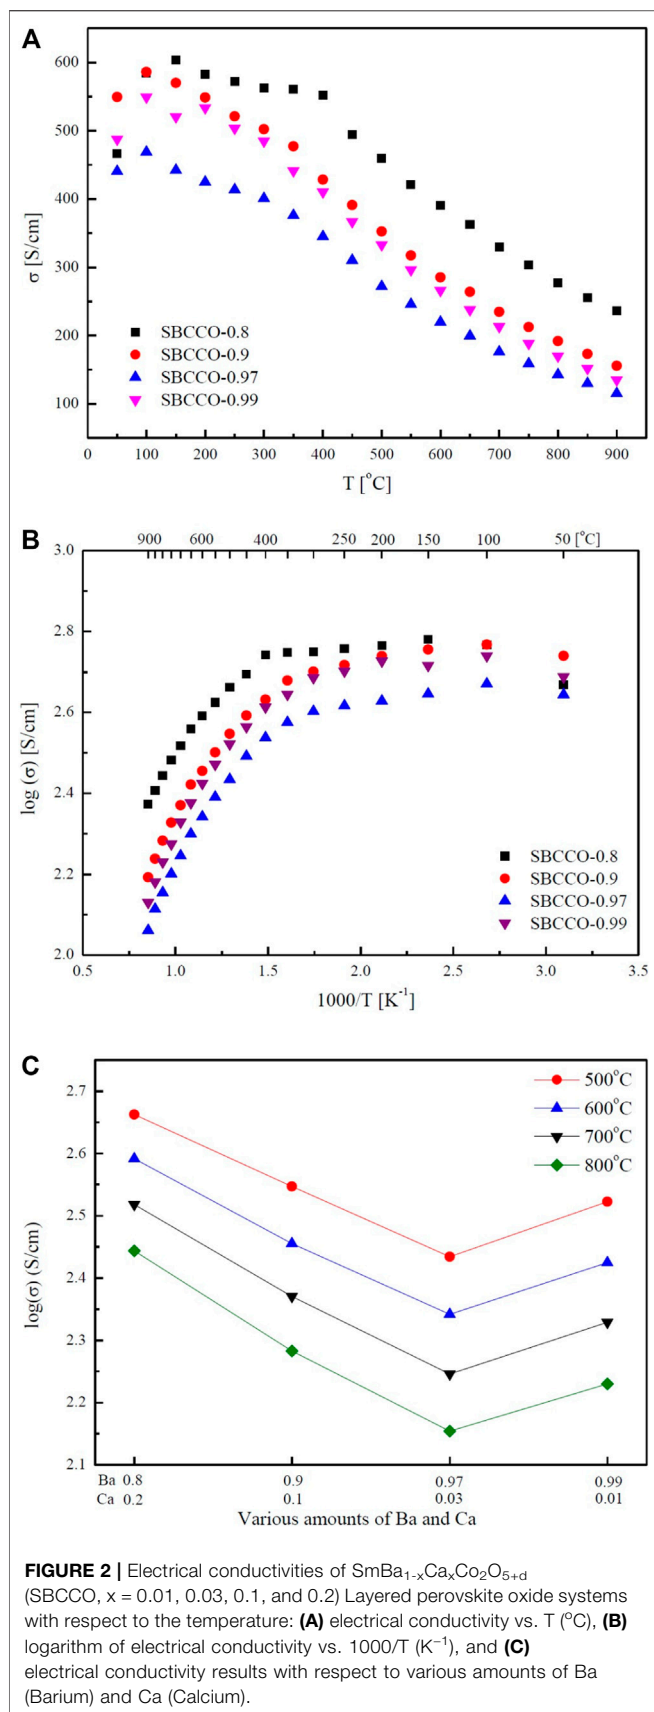 A
600
500
400
300
200
100
σ [S/cm]
SBCCO-0.8
SBCCO-0.9
SBCCO-0.97
SBCCO-0.99
0 100 200 300 400 500 600 700 800 900
T [°C]
B
900 600 400 250 200 150 100 50 [°C]
3.0
2.8
2.6
2.4
2.2
2.0
log (σ) [S/cm]
SBCCO-0.8
SBCCO-0.9
SBCCO-0.97
SBCCO-0.99
0.5 1.0 1.5 2.0 2.5 3.0 3.5
1000/T [K⁻¹]
C
2.7
2.6
2.5
2.4
2.3
2.2
2.1
log(σ) (S/cm)
500°C
600°C
700°C
800°C
Ba 0.8 0.9 0.97 0.99
Ca 0.2 0.1 0.03 0.01
Various amounts of Ba and Ca
FIGURE 2 | Electrical conductivities of SmBa₁₋ₓCaₓCo₂O₅₊d
(SBCCO, x = 0.01, 0.03, 0.1, and 0.2) Layered perovskite oxide systems
with respect to the temperature: (A) electrical conductivity vs. T (°C), (B)
logarithm of electrical conductivity vs. 1000/T (K⁻¹), and (C)
electrical conductivity results with respect to various amounts of Ba
(Barium) and Ca (Calcium).